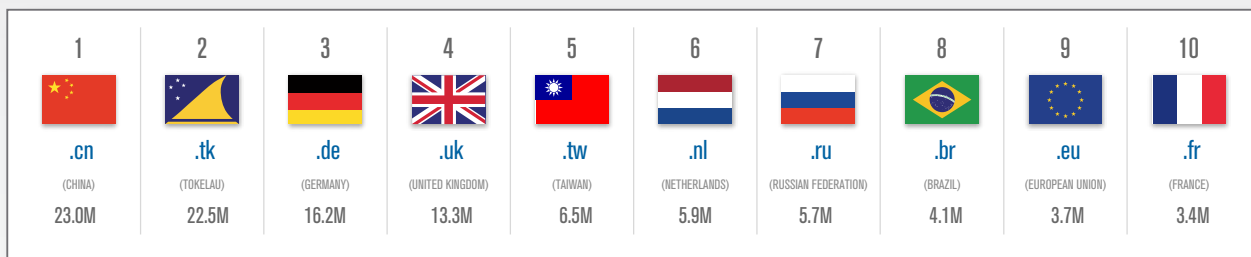 1 2 3 4 5 6 7 8 9 10
.cn .tk .de .uk .tw .nl .ru .br .eu .fr
(CHINA) (TOKELAU) (GERMANY) (UNITED KINGDOM) (TAIWAN) (NETHERLANDS) (RUSSIAN FEDERATION) (BRAZIL) (EUROPEAN UNION) (FRANCE)
23.0M 22.5M 16.2M 13.3M 6.5M 5.9M 5.7M 4.1M 3.7M 3.4M